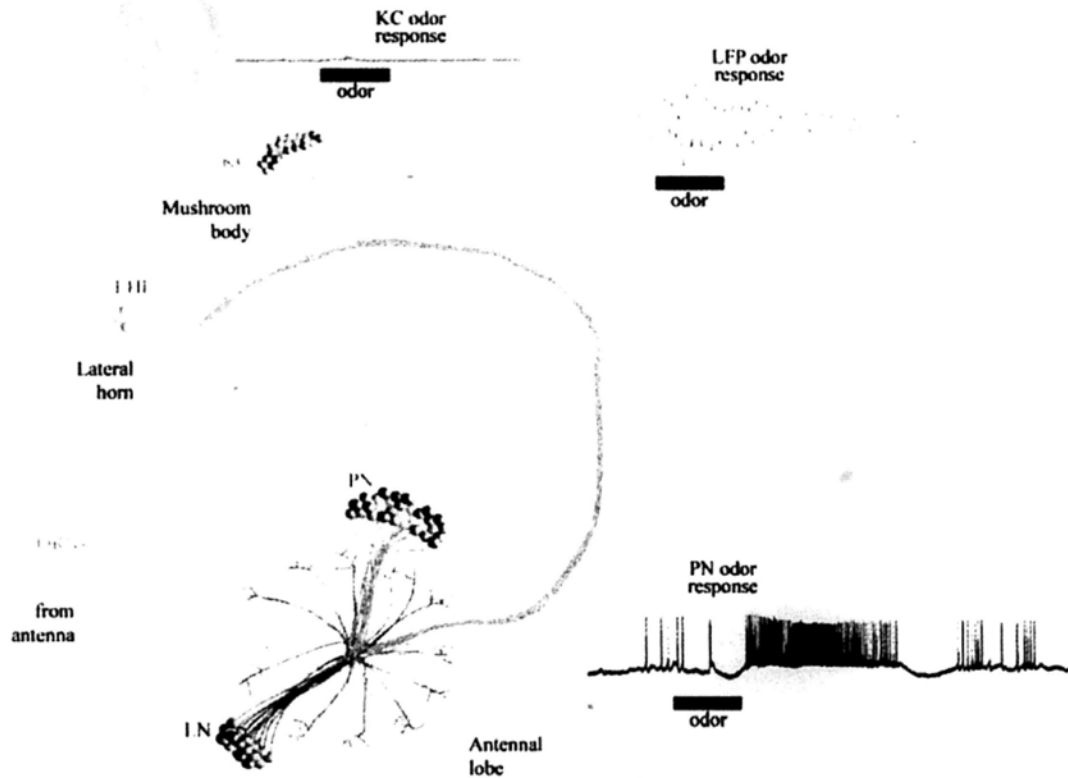 KC odor
response
odor
LFP odor
response
odor
Mushroom
body
Lateral
horn
PN
from
antenna
LN
Antennal
lobe
PN odor
response
odor